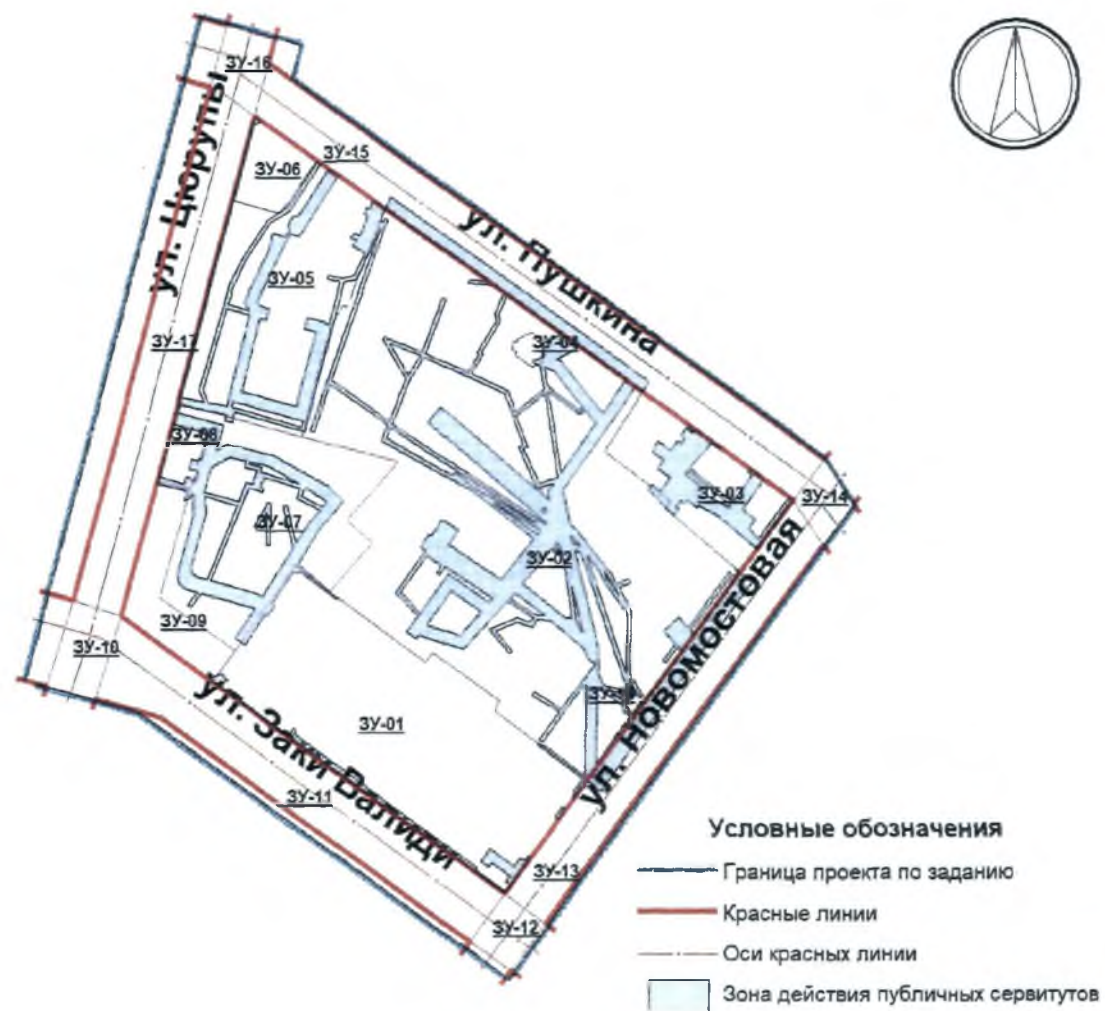 ЗУ-16
ул. Цюрупы
ЗУ-15
ЗУ-06
ул. Пушкина
ЗУ-05
ЗУ-17
ЗУ-04
ЗУ-08
ЗУ-03
ЗУ-14
ЗУ-07
ЗУ-02
ул. Новомостовая
ЗУ-09
ЗУ-10
ул. Заки Валиди
ЗУ-01
ЗУ-11
ЗУ-13
ЗУ-12
Условные обозначения
Граница проекта по заданию
Красные линии
Оси красных линии
Зона действия публичных сервитутов